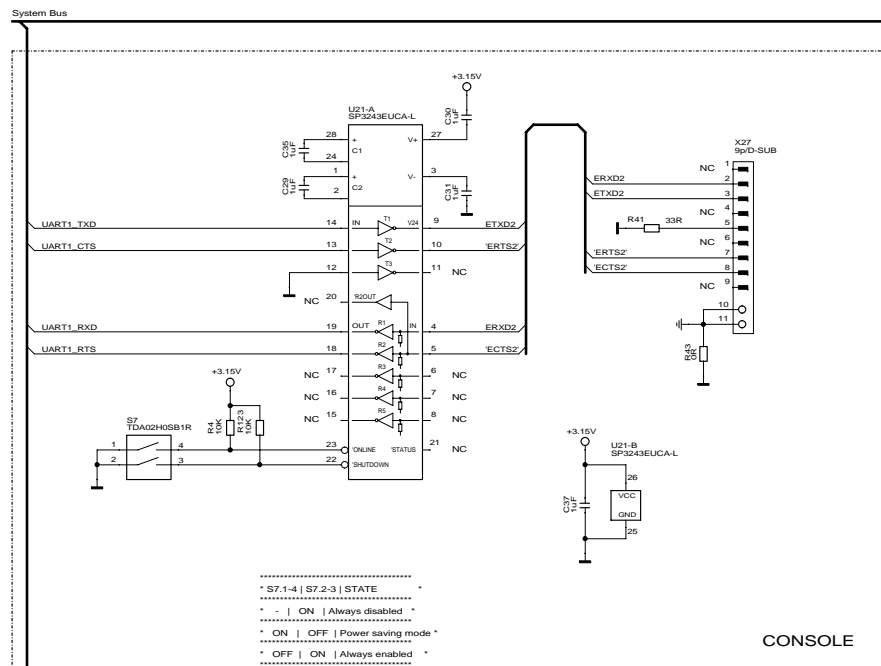 System Bus
+3.15V
U21-A
SP3243EUCA-L
C30
1uF
28
+
V+
27
C35
1uF
C1
24
1
+
V-
3
C29
1uF
C2
2
C31
1uF
X27
9p/D-SUB
NC 1
ERXD2 2
ETXD2 3
NC 4
R41 33R 5
NC 6
'ERTS2' 7
'ECTS2' 8
NC 9
10
11
R43
0R
UART1_TXD 14 IN T1 V24 9 ETXD2
UART1_CTS 13 T2 10 'ERTS2'
12 T3 11 NC
NC 20 'R2OUT
UART1_RXD 19 OUT R1 IN 4 ERXD2
UART1_RTS 18 R2 5 'ECTS2'
NC 17 R3 6 NC
NC 16 R4 7 NC
NC 15 R5 8 NC
+3.15V
S7
TDA02H0SB1R
R4
10K
R123
10K
1 4 23 'ONLINE 'STATUS 21 NC
2 3 22 'SHUTDOWN
+3.15V
U21-B
SP3243EUCA-L
26
VCC
C37
1uF
GND
25
***********************************
* S7.1-4 | S7.2-3 | STATE *
***********************************
* - | ON | Always disabled *
***********************************
* ON | OFF | Power saving mode *
***********************************
* OFF | ON | Always enabled *
***********************************
CONSOLE